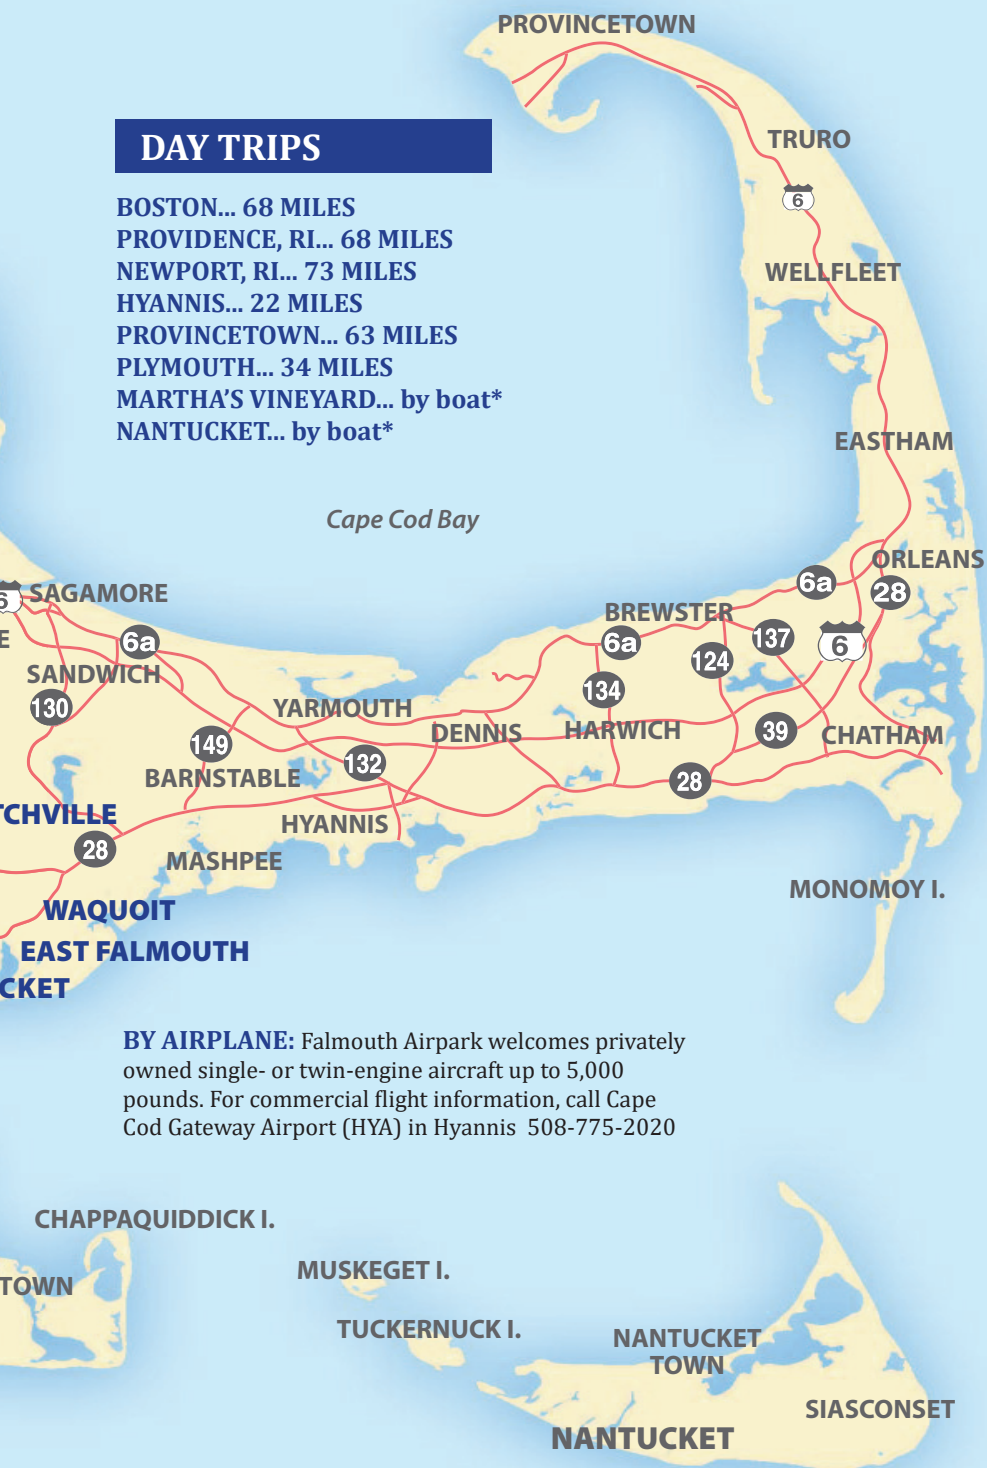 PROVINCETOWN
DAY TRIPS
TRURO
6
BOSTON... 68 MILES
PROVIDENCE, RI... 68 MILES
NEWPORT, RI... 73 MILES
HYANNIS... 22 MILES
PROVINCETOWN... 63 MILES
PLYMOUTH... 34 MILES
MARTHA'S VINEYARD... by boat*
NANTUCKET... by boat*
WELLFLEET
EASTHAM
Cape Cod Bay
ORLEANS
6a
28
6
SAGAMORE
BREWSTER
E
6a
6a
124
137
6
SANDWICH
130
134
YARMOUTH
DENNIS
HARWICH
39
CHATHAM
149
132
BARNSTABLE
28
TCHVILLE
HYANNIS
28
MASHPEE
MONOMOY I.
WAQUOIT
EAST FALMOUTH
CKET
BY AIRPLANE: Falmouth Airpark welcomes privately
owned single- or twin-engine aircraft up to 5,000
pounds. For commercial flight information, call Cape
Cod Gateway Airport (HYA) in Hyannis 508-775-2020
CHAPPAQUIDDICK I.
TOWN
MUSKEGET I.
TUCKERNUCK I.
NANTUCKET
TOWN
SIASCONSET
NANTUCKET